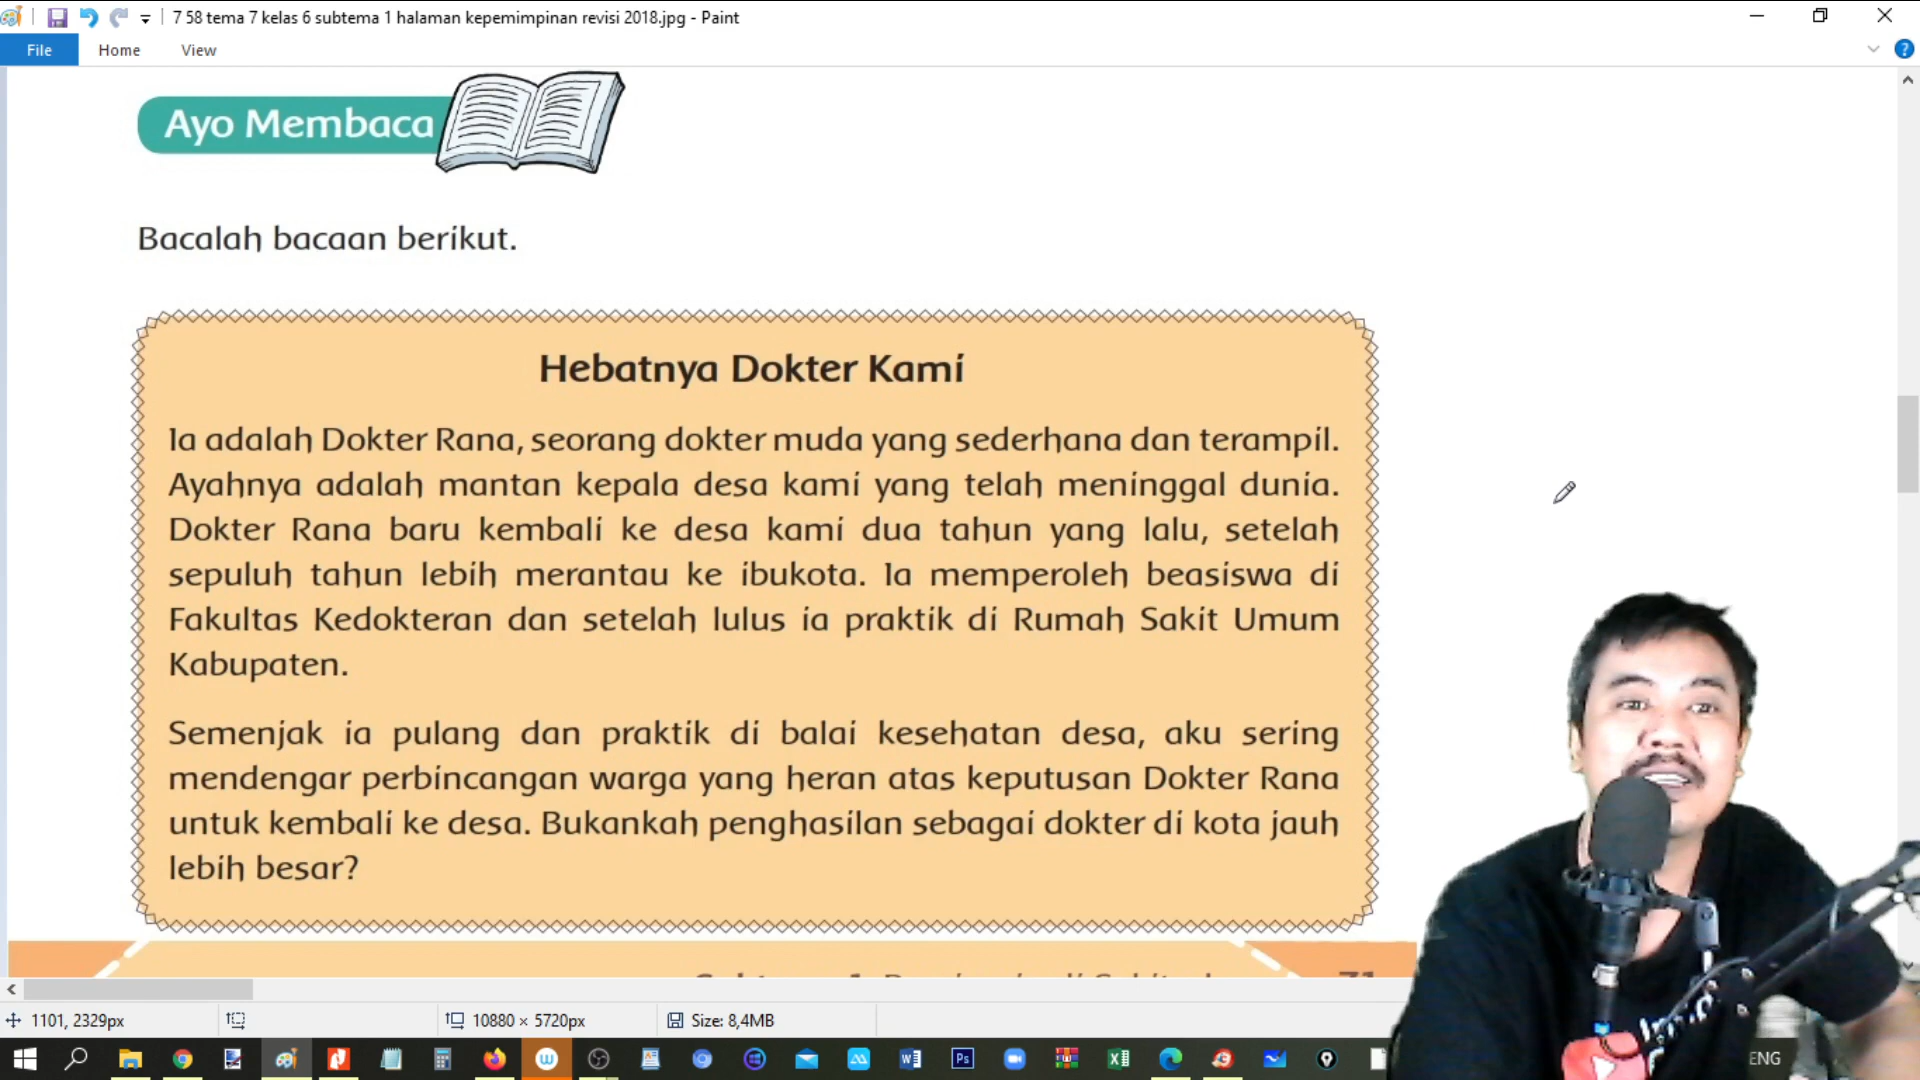 7 58 tema 7 kelas 6 subtema 1 halaman kepemimpinan revisi 2018.jpg - Paint
File Home View
Ayo Membaca
Bacalah bacaan berikut.
Hebatnya Dokter Kami
Ia adalah Dokter Rana, seorang dokter muda yang sederhana dan terampil.
Ayahnya adalah mantan kepala desa kami yang telah meninggal dunia.
Dokter Rana baru kembali ke desa kami dua tahun yang lalu, setelah
sepuluh tahun lebih merantau ke ibukota. Ia memperoleh beasiswa di
Fakultas Kedokteran dan setelah lulus ia praktik di Rumah Sakit Umum
Kabupaten.
Semenjak ia pulang dan praktik di balai kesehatan desa, aku sering
mendengar perbincangan warga yang heran atas keputusan Dokter Rana
untuk kembali ke desa. Bukankah penghasilan sebagai dokter di kota jauh
lebih besar?
1101, 2329px
10880 × 5720px
Size: 8,4MB
Ps
ENG